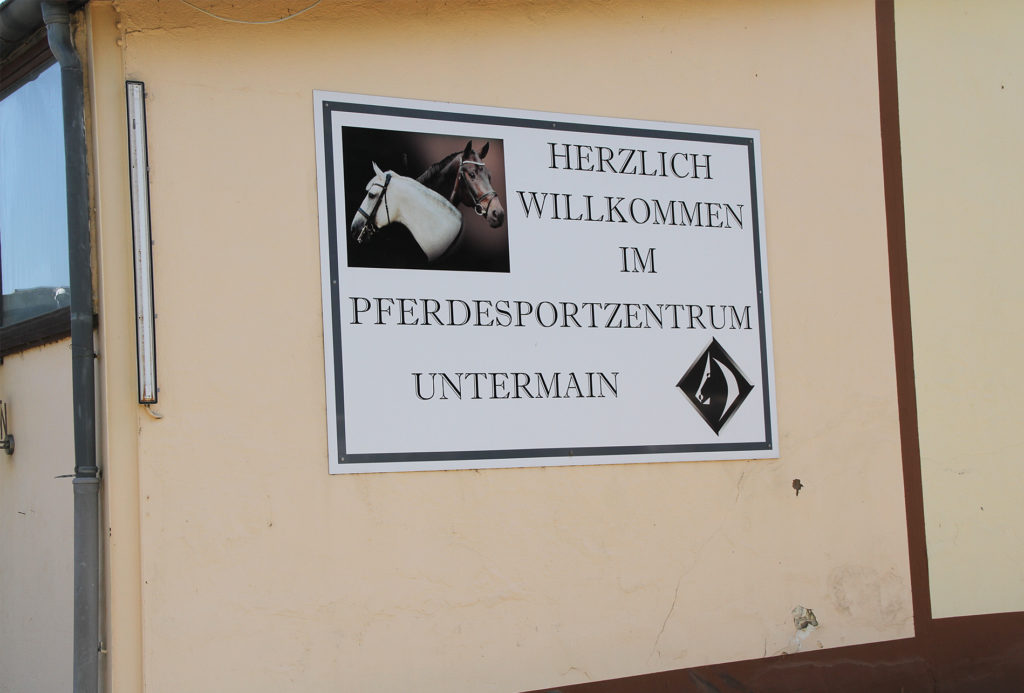 HERZLICH
WILLKOMMEN
IM
PFERDESPORTZENTRUM
UNTERMAIN